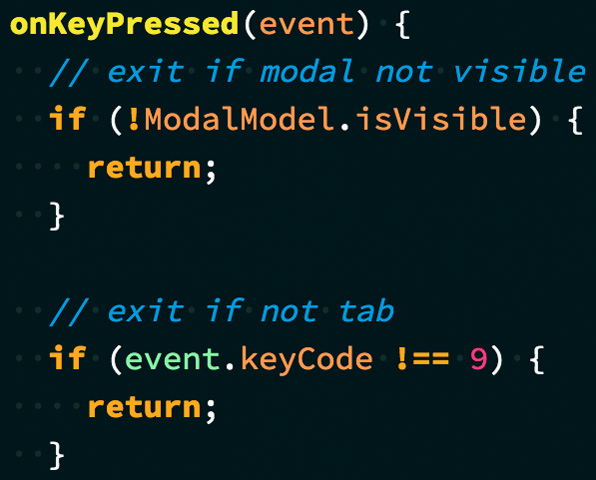 onKeyPressed(event) {
  // exit if modal not visible
  if (!ModalModel.isVisible) {
    return;
  }

  // exit if not tab
  if (event.keyCode !== 9) {
    return;
  }